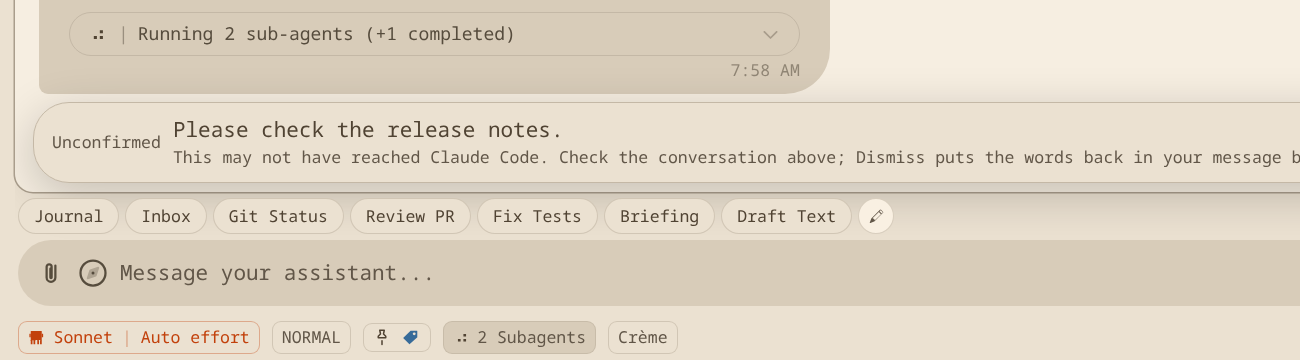 Running 2 sub-agents (+1 completed)
7:58 AM
Unconfirmed
Please check the release notes.
This may not have reached Claude Code. Check the conversation above; Dismiss puts the words back in your message
Journal Inbox Git Status Review PR Fix Tests Briefing Draft Text
Message your assistant...
Sonnet | Auto effort NORMAL 2 Subagents Crème